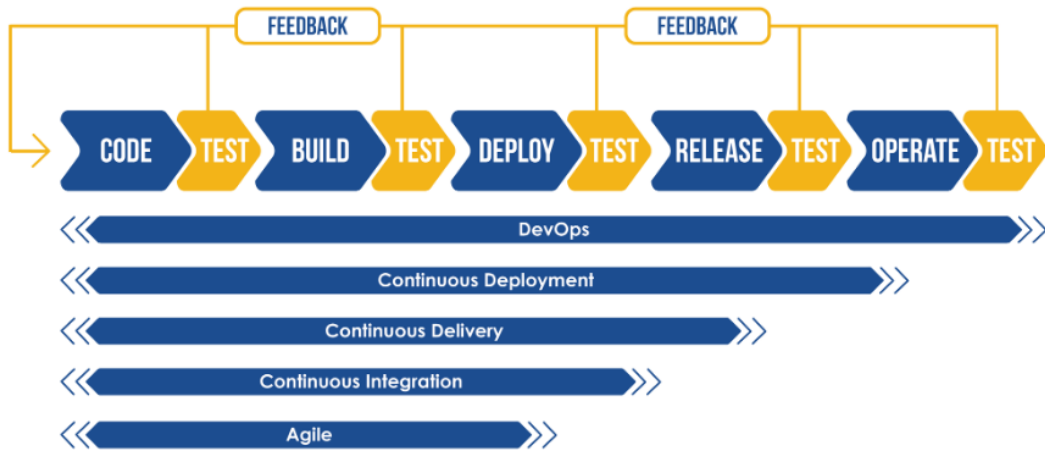 FEEDBACK FEEDBACK
CODE TEST BUILD TEST DEPLOY TEST RELEASE TEST OPERATE TEST
DevOps
Continuous Deployment
Continuous Delivery
Continuous Integration
Agile